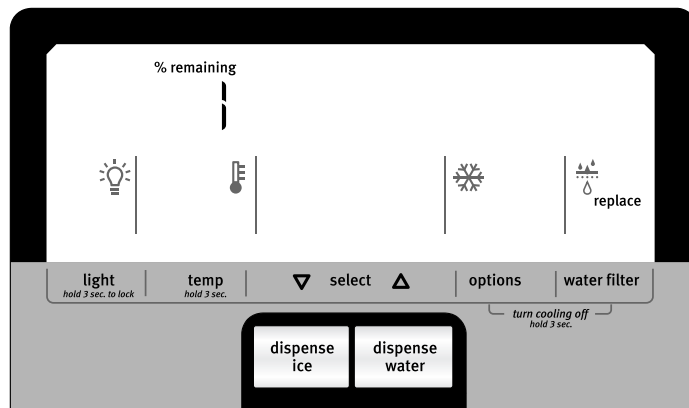 % remaining
1
replace
light temp select options water filter
hold 3 sec. to lock hold 3 sec.
turn cooling off
hold 3 sec.
dispense dispense
ice water